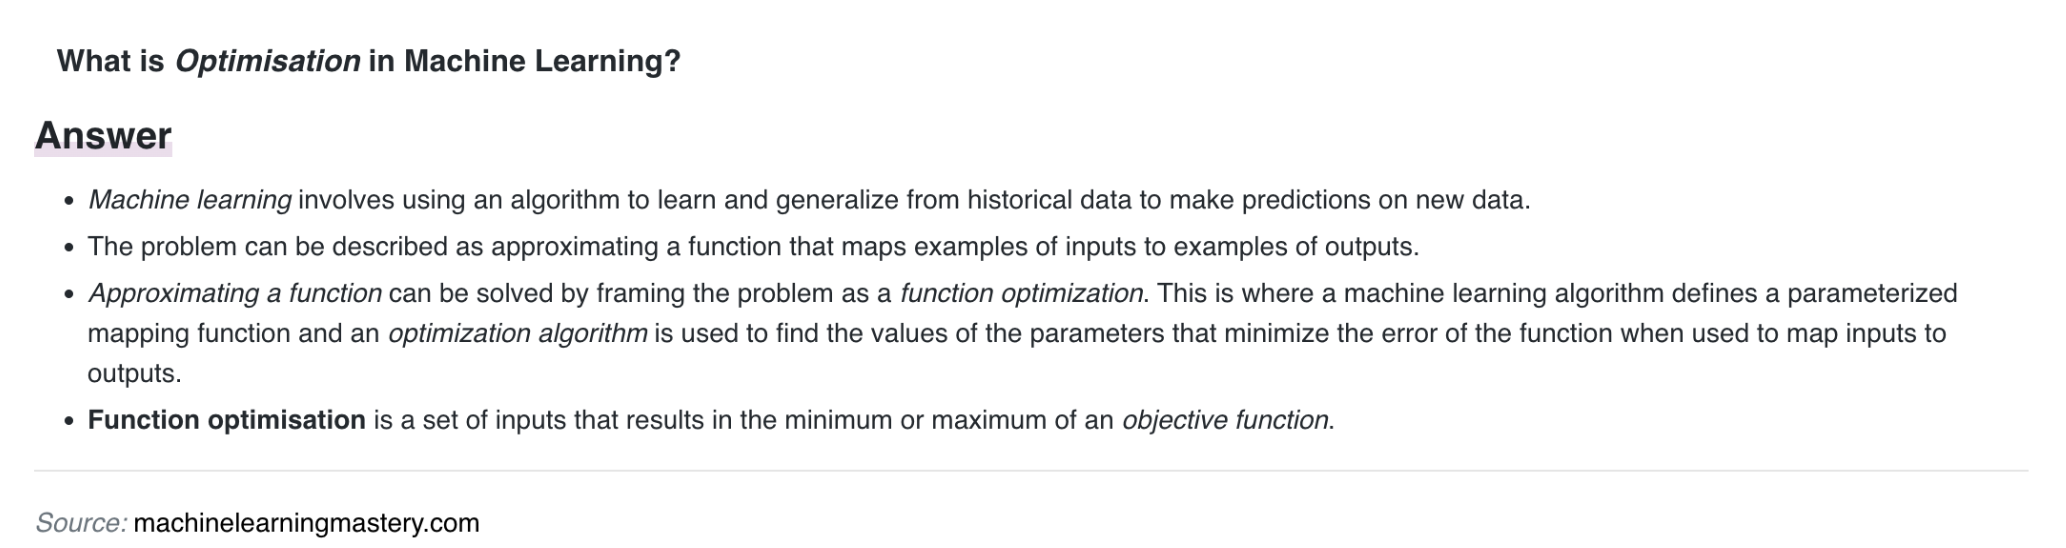 What is Optimisation in Machine Learning?
Answer
• Machine learning involves using an algorithm to learn and generalize from historical data to make predictions on new data.
• The problem can be described as approximating a function that maps examples of inputs to examples of outputs.
• Approximating a function can be solved by framing the problem as a function optimization. This is where a machine learning algorithm defines a parameterized
mapping function and an optimization algorithm is used to find the values of the parameters that minimize the error of the function when used to map inputs to
outputs.
• Function optimisation is a set of inputs that results in the minimum or maximum of an objective function.
Source: machinelearningmastery.com